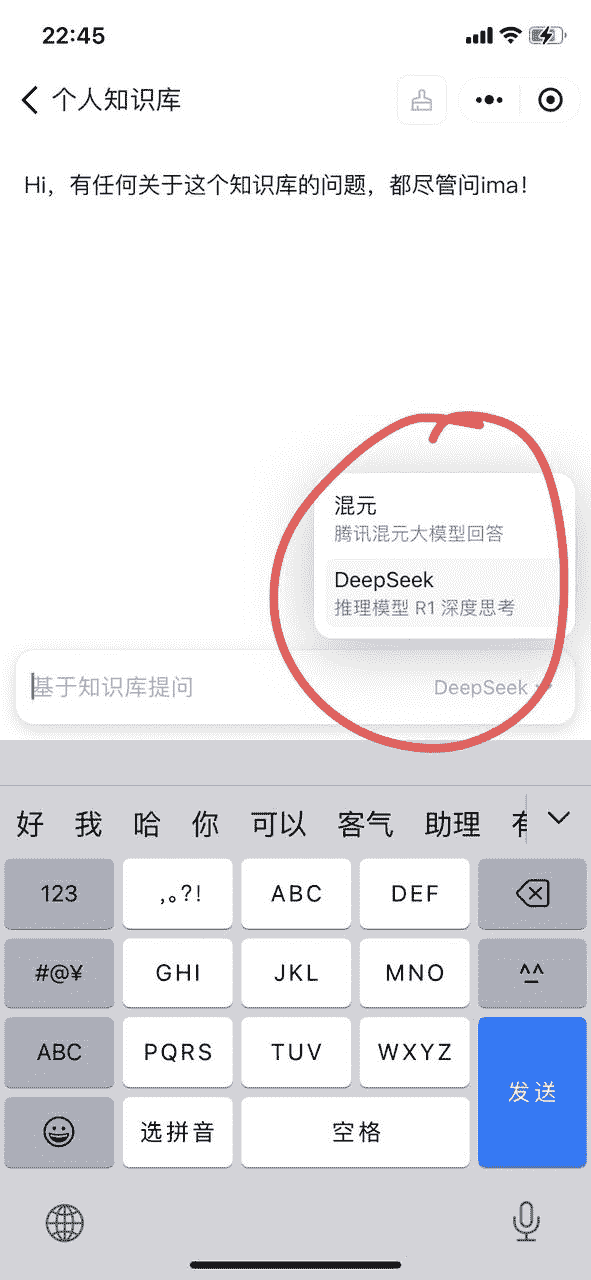 22:45
个人知识库
Hi，有任何关于这个知识库的问题，都尽管问ima！
混元
腾讯混元大模型回答
DeepSeek
推理模型 R1 深度思考
基于知识库提问
DeepSeek
好 我 哈 你 可以 客气 助理
123
,。?!
ABC
DEF
#@¥
GHI
JKL
MNO
^^
ABC
PQRS
TUV
WXYZ
发送
选拼音
空格